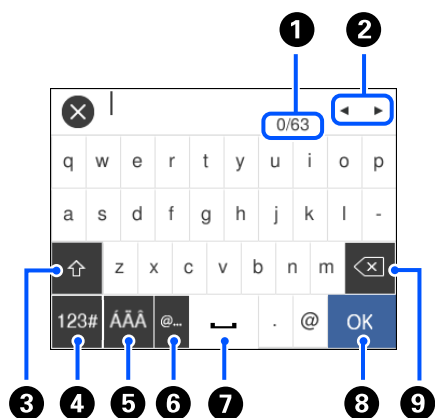 1 2
0/63
q w e r t y u i o p
a s d f g h j k l -
z x c v b n m
123# ÁÃÂ @... . @ OK
3 4 5 6 7 8 9